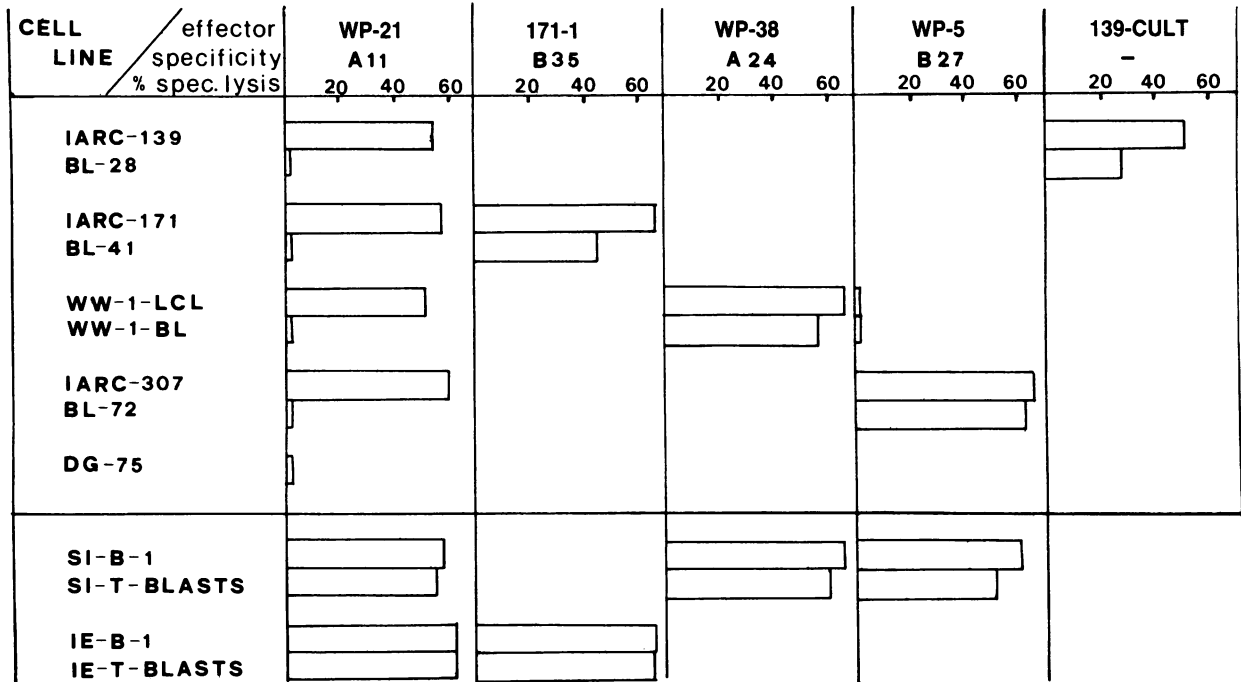 CELL LINE / effector specificity % spec. lysis
WP-21 171-1 WP-38 WP-5 139-CULT
A11 B35 A24 B27 –
20 40 60 20 40 60 20 40 60 20 40 60 20 40 60
IARC-139
BL-28
IARC-171
BL-41
WW-1-LCL
WW-1-BL
IARC-307
BL-72
DG-75
SI-B-1
SI-T-BLASTS
IE-B-1
IE-T-BLASTS